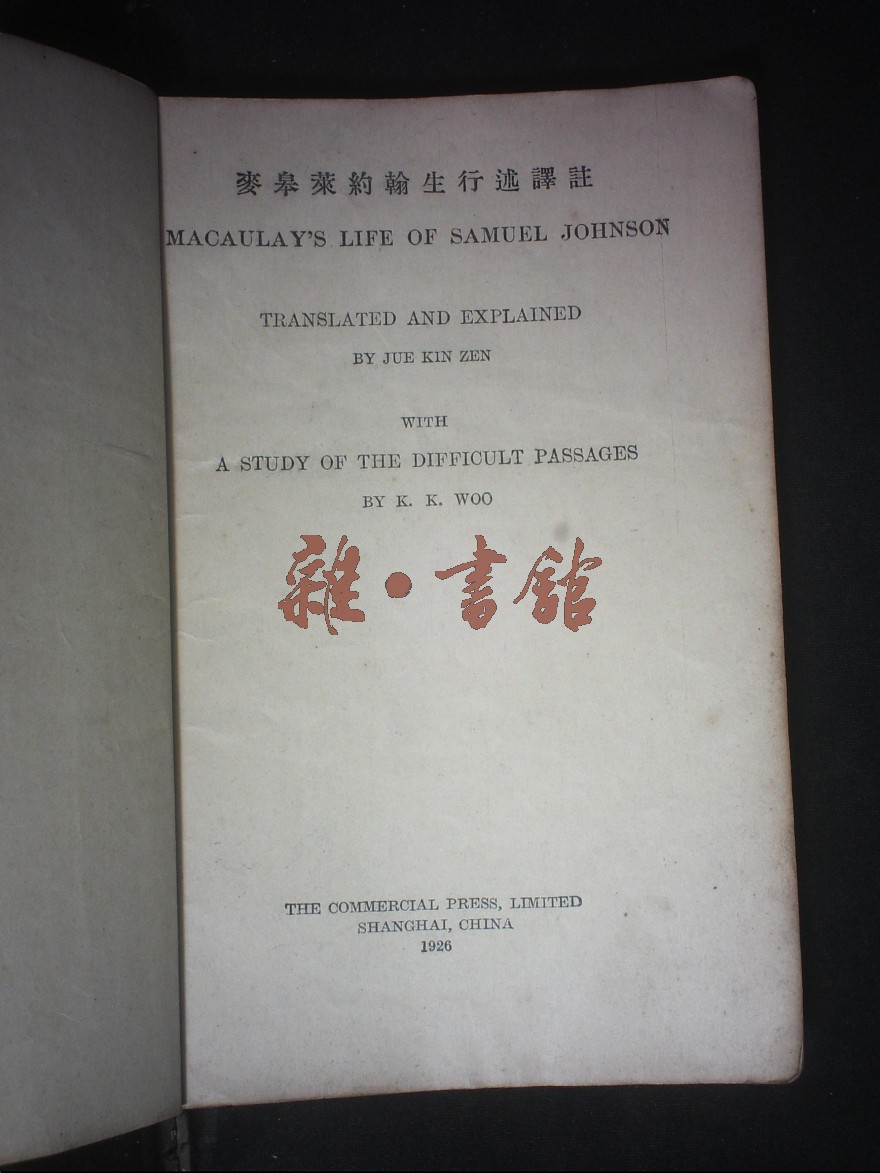 麥皋萊約翰生行述譯註
MACAULAY'S LIFE OF SAMUEL JOHNSON
TRANSLATED AND EXPLAINED
BY JUE KIN ZEN
WITH
A STUDY OF THE DIFFICULT PASSAGES
BY K. K. WOO
雜•書館
THE COMMERCIAL PRESS, LIMITED
SHANGHAI, CHINA
1926